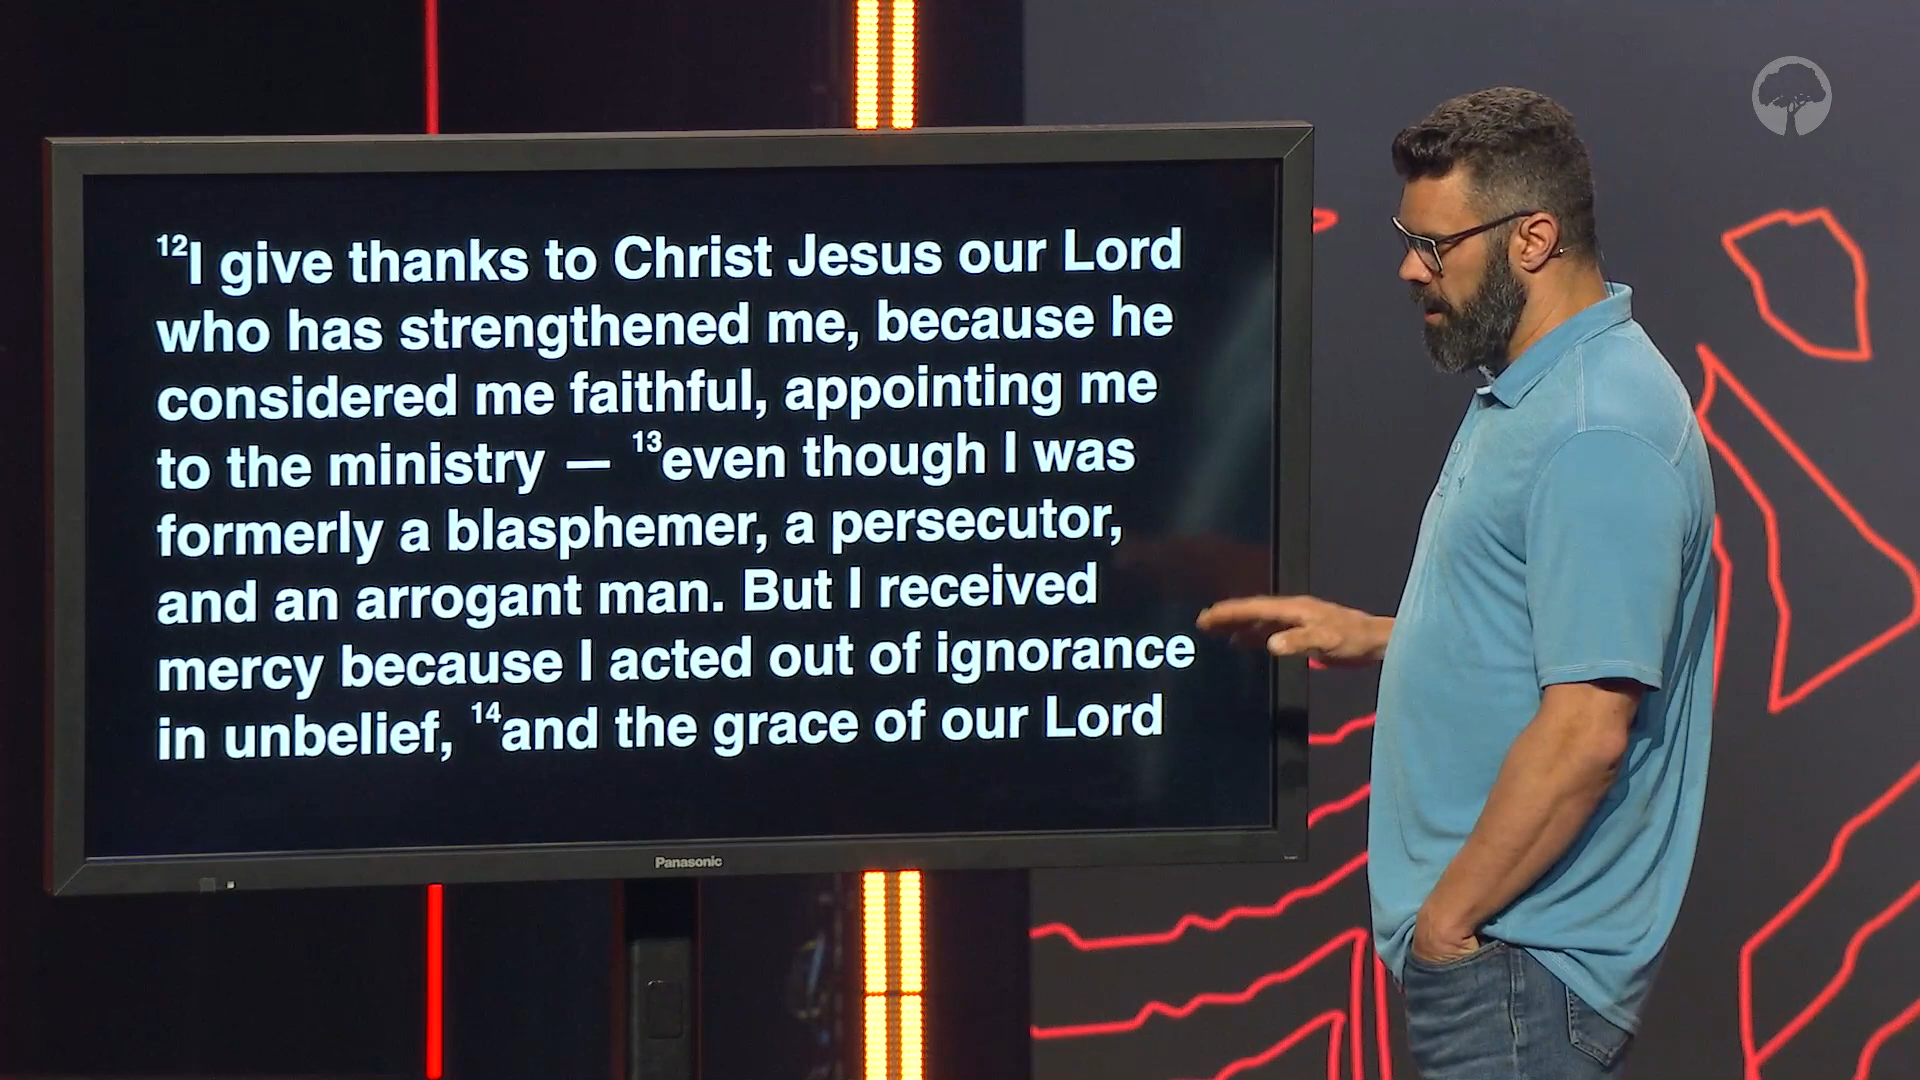 12I give thanks to Christ Jesus our Lord
who has strengthened me, because he
considered me faithful, appointing me
to the ministry — 13even though I was
formerly a blasphemer, a persecutor,
and an arrogant man. But I received
mercy because I acted out of ignorance
in unbelief, 14and the grace of our Lord
Panasonic